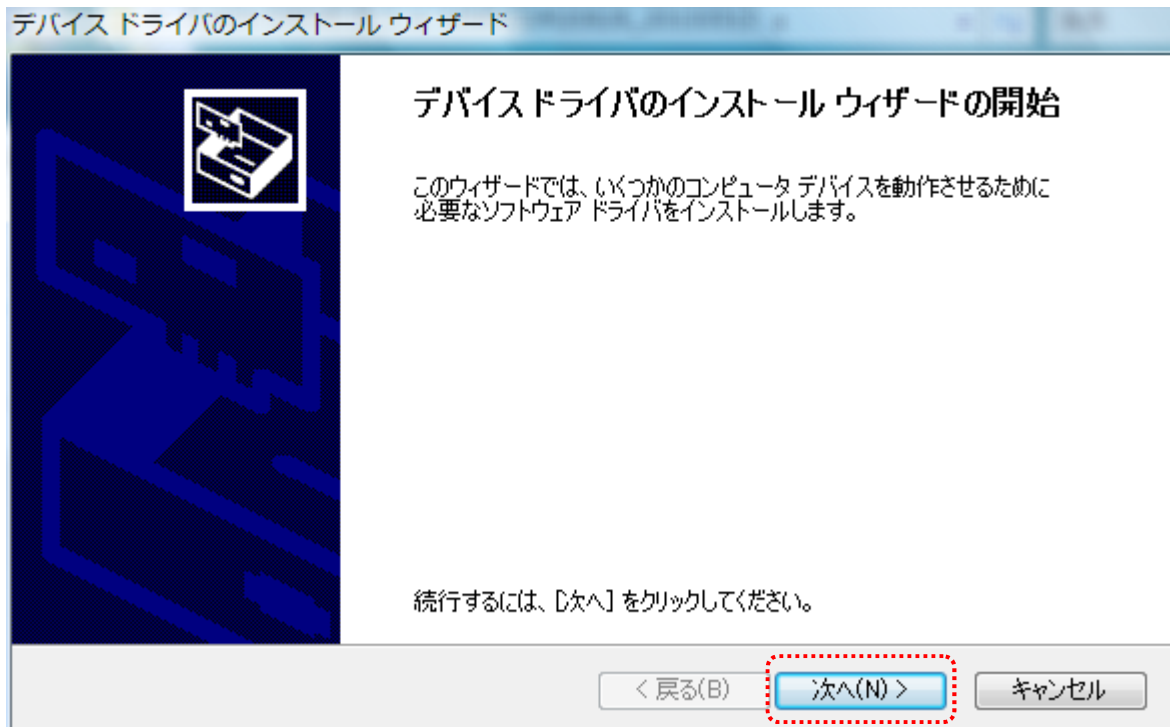 デバイス ドライバのインストール ウィザード
デバイス ドライバのインストール ウィザードの開始
このウィザードでは、いくつかのコンピュータ デバイスを動作させるために
必要なソフトウェア ドライバをインストールします。
続行するには、[次へ] をクリックしてください。
< 戻る(B) 次へ(N) > キャンセル